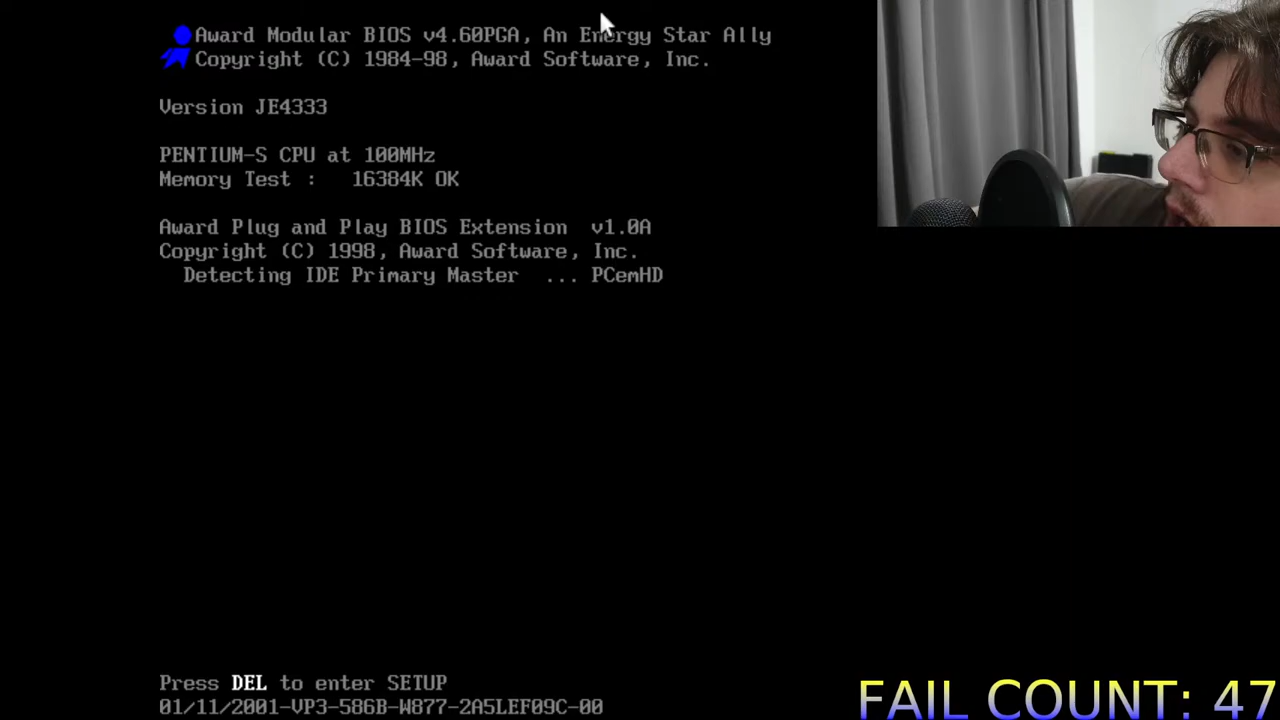 Award Modular BIOS v4.60PGA, An Energy Star Ally
Copyright (C) 1984-98, Award Software, Inc.
Version JE4333
PENTIUM-S CPU at 100MHz
Memory Test :   16384K OK
Award Plug and Play BIOS Extension  v1.0A
Copyright (C) 1998, Award Software, Inc.
Detecting IDE Primary Master  ... PCemHD
Press DEL to enter SETUP
01/11/2001-VP3-586B-W877-2A5LEF09C-00
FAIL COUNT: 47